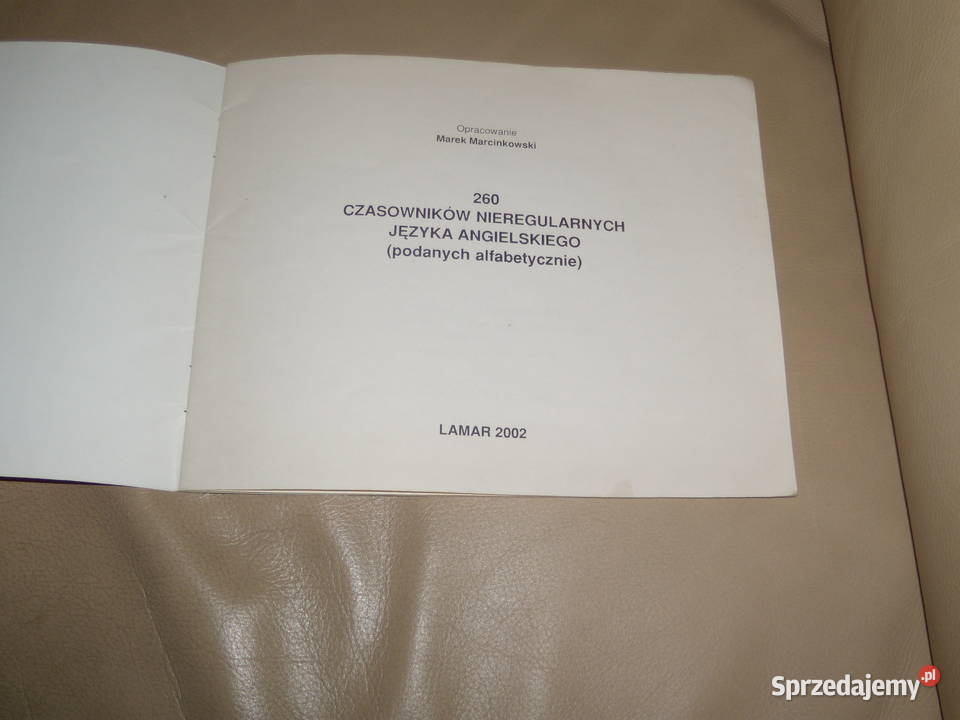 Opracowanie
Marek Marcinkowski
260
CZASOWNIKÓW NIEREGULARNYCH
JĘZYKA ANGIELSKIEGO
(podanych alfabetycznie)
LAMAR 2002
Sprzedajemy.pl